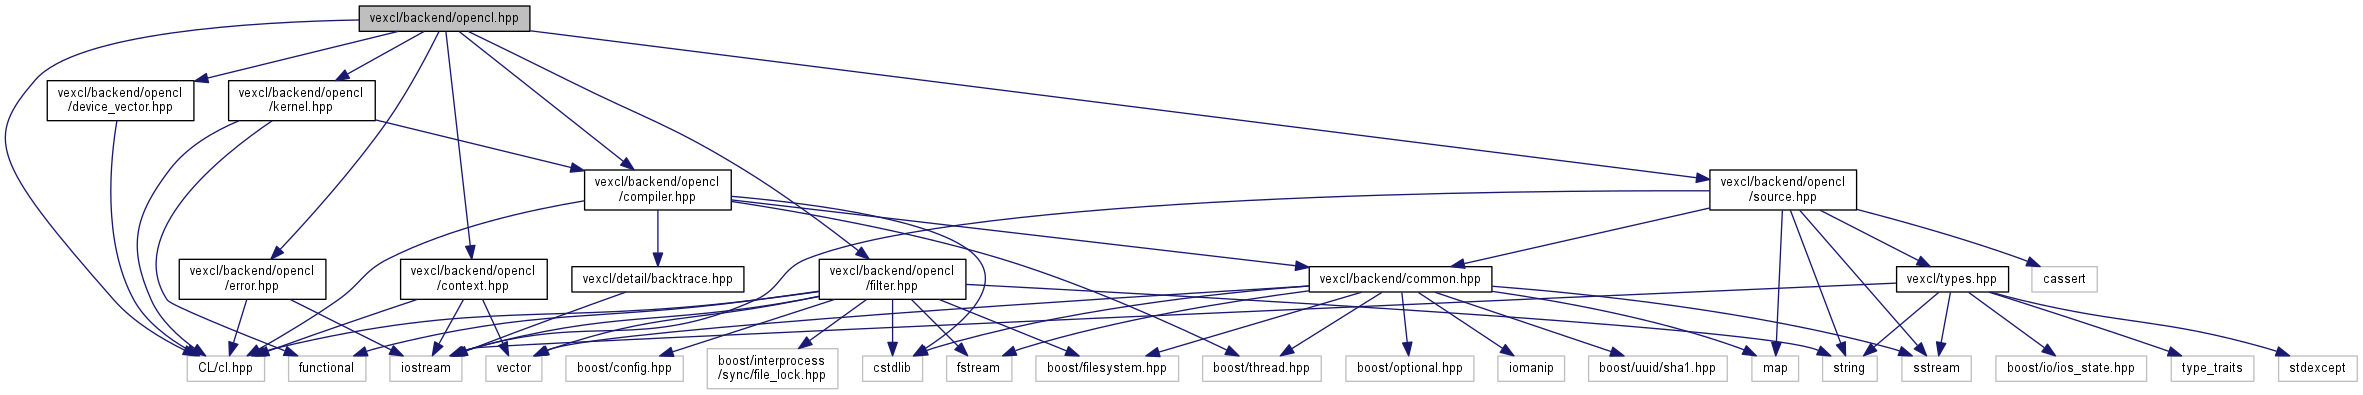 vexcl/backend/opencl.hpp
vexcl/backend/opencl
/device_vector.hpp
vexcl/backend/opencl
/kernel.hpp
vexcl/backend/opencl
/compiler.hpp
vexcl/backend/opencl
/source.hpp
vexcl/backend/opencl
/error.hpp
vexcl/backend/opencl
/context.hpp
vexcl/detail/backtrace.hpp
vexcl/backend/opencl
/filter.hpp
vexcl/backend/common.hpp
vexcl/types.hpp
cassert
CL/cl.hpp
functional
iostream
vector
boost/config.hpp
boost/interprocess
/sync/file_lock.hpp
cstdlib
fstream
boost/filesystem.hpp
boost/thread.hpp
boost/optional.hpp
iomanip
boost/uuid/sha1.hpp
map
string
sstream
boost/io/ios_state.hpp
type_traits
stdexcept